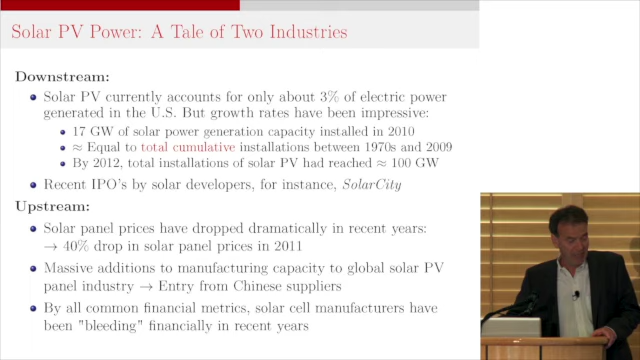 Solar PV Power: A Tale of Two Industries
Downstream:
Solar PV currently accounts for only about 3% of electric power
generated in the U.S. But growth rates have been impressive:
17 GW of solar power generation capacity installed in 2010
≈ Equal to total cumulative installations between 1970s and 2009
By 2012, total installations of solar PV had reached ≈ 100 GW
Recent IPO's by solar developers, for instance, SolarCity
Upstream:
Solar panel prices have dropped dramatically in recent years:
→ 40% drop in solar panel prices in 2011
Massive additions to manufacturing capacity to global solar PV
panel industry → Entry from Chinese suppliers
By all common financial metrics, solar cell manufacturers have
been "bleeding" financially in recent years